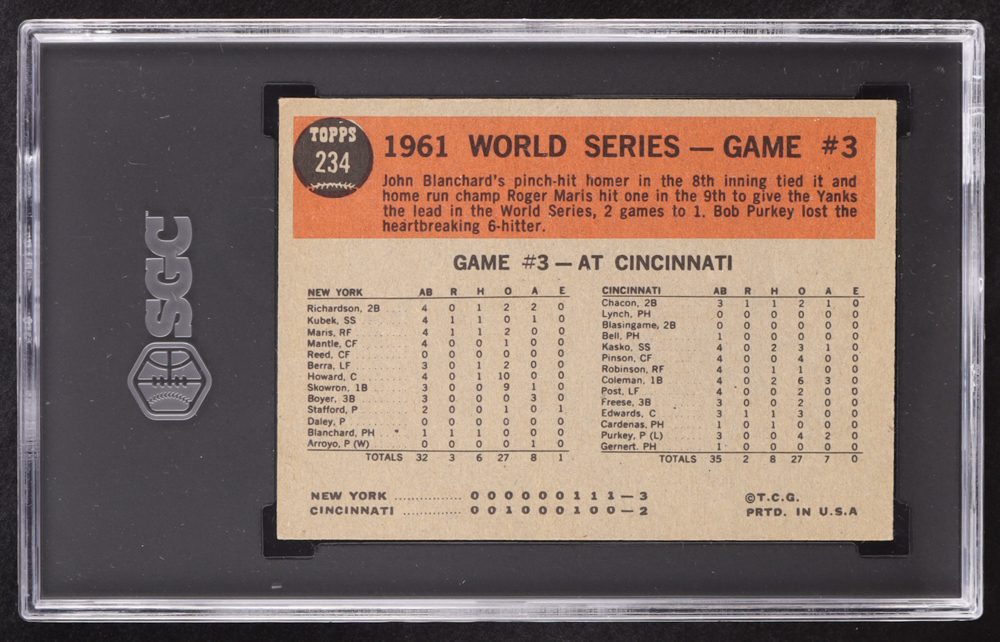 SGC
TOPPS
234
1961 WORLD SERIES — GAME #3
John Blanchard's pinch-hit homer in the 8th inning tied it and
home run champ Roger Maris hit one in the 9th to give the Yanks
the lead in the World Series, 2 games to 1. Bob Purkey lost the
heartbreaking 6-hitter.
GAME #3 — AT CINCINNATI
NEW YORK AB R H O A E
Richardson, 2B 4 0 1 2 2 0
Kubek, SS 4 1 1 0 1 0
Maris, RF 4 1 1 2 0 0
Mantle, CF 4 0 0 1 0 0
Reed, CF 0 0 0 0 0 0
Berra, LF 3 0 1 2 0 0
Howard, C 4 0 1 10 0 0
Skowron, 1B 3 0 0 9 1 0
Boyer, 3B 3 0 0 0 3 0
Stafford, P 2 0 0 1 0 1
Daley, P 0 0 0 0 0 0
Blanchard, PH 1 1 1 0 0 0
Arroyo, P (W) 0 0 0 0 1 0
TOTALS 32 3 6 27 8 1
CINCINNATI AB R H O A E
Chacon, 2B 3 1 1 2 1 0
Lynch, PH 0 0 0 0 0 0
Blasingame, 2B 0 0 0 0 0 0
Bell, PH 1 0 0 0 0 0
Kasko, SS 4 0 2 3 1 0
Pinson, CF 4 0 0 4 0 0
Robinson, RF 4 0 1 1 0 0
Coleman, 1B 4 0 2 6 3 0
Post, LF 4 0 0 2 0 0
Freese, 3B 3 0 0 2 0 0
Edwards, C 3 1 1 3 0 0
Cardenas, PH 1 0 1 0 0 0
Purkey, P (L) 3 0 0 4 2 0
Gernert, PH 1 0 0 0 0 0
TOTALS 35 2 8 27 7 0
NEW YORK .............. 0 0 0 0 0 0 1 1 1 — 3
CINCINNATI ............ 0 0 1 0 0 0 1 0 0 — 2
©T.C.G.
PRTD. IN U.S.A